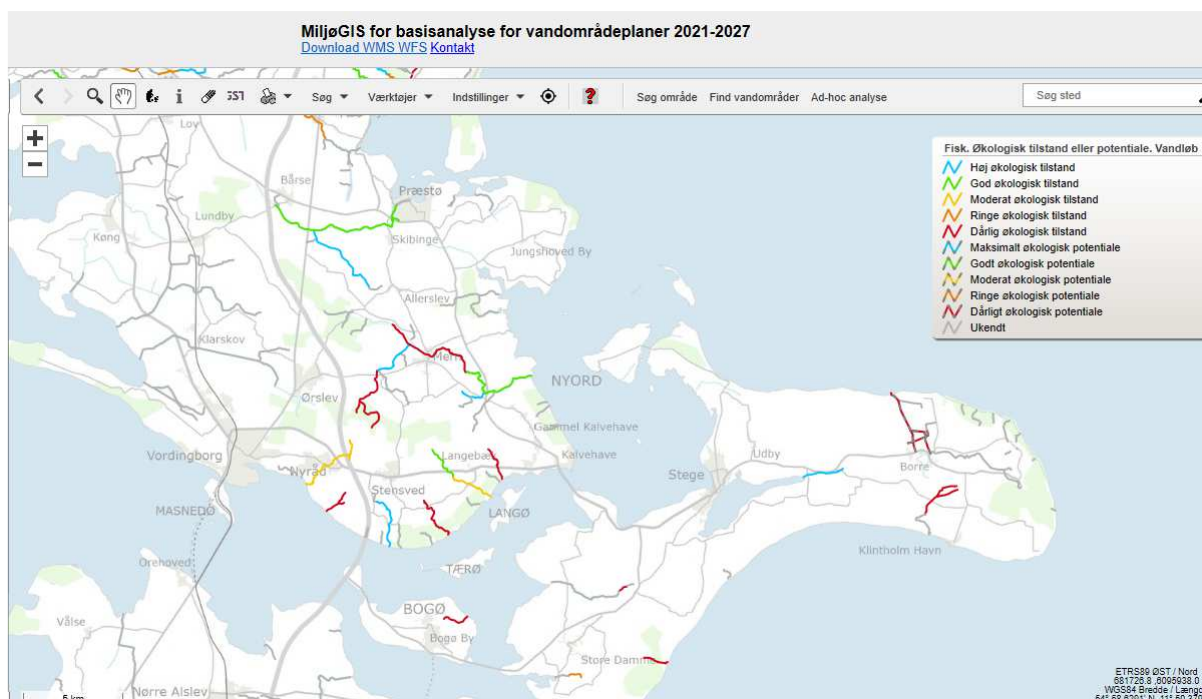 MiljøGIS for basisanalyse for vandområdeplaner 2021-2027
Download WMS WFS Kontakt
Søg
Værktøjer
Indstillinger
Søg område
Find vandområder
Ad-hoc analyse
Søg sted
Fisk. Økologisk tilstand eller potentiale. Vandløb
Høj økologisk tilstand
God økologisk tilstand
Moderat økologisk tilstand
Ringe økologisk tilstand
Dårlig økologisk tilstand
Maksimalt økologisk potentiale
Godt økologisk potentiale
Moderat økologisk potentiale
Ringe økologisk potentiale
Dårligt økologisk potentiale
Ukendt
Lov
Bårse
Præstø
Lundby
Køng
Skibinge
Jungshoved By
Allerslev
Klarskov
Mern
NYORD
Ørslev
Gammel Kalvehave
Vordingborg
Langebæk
Kalvehave
Nyråd
Stege
Udby
Borre
Stensved
MASNEDØ
LANGØ
Klintholm Havn
Orehoved
TÆRØ
BOGØ
Vålse
Bogø By
Store Damme
Nørre Alslev
5 km
ETRS89 ØST / Nord
WGS84 Bredde / Læng